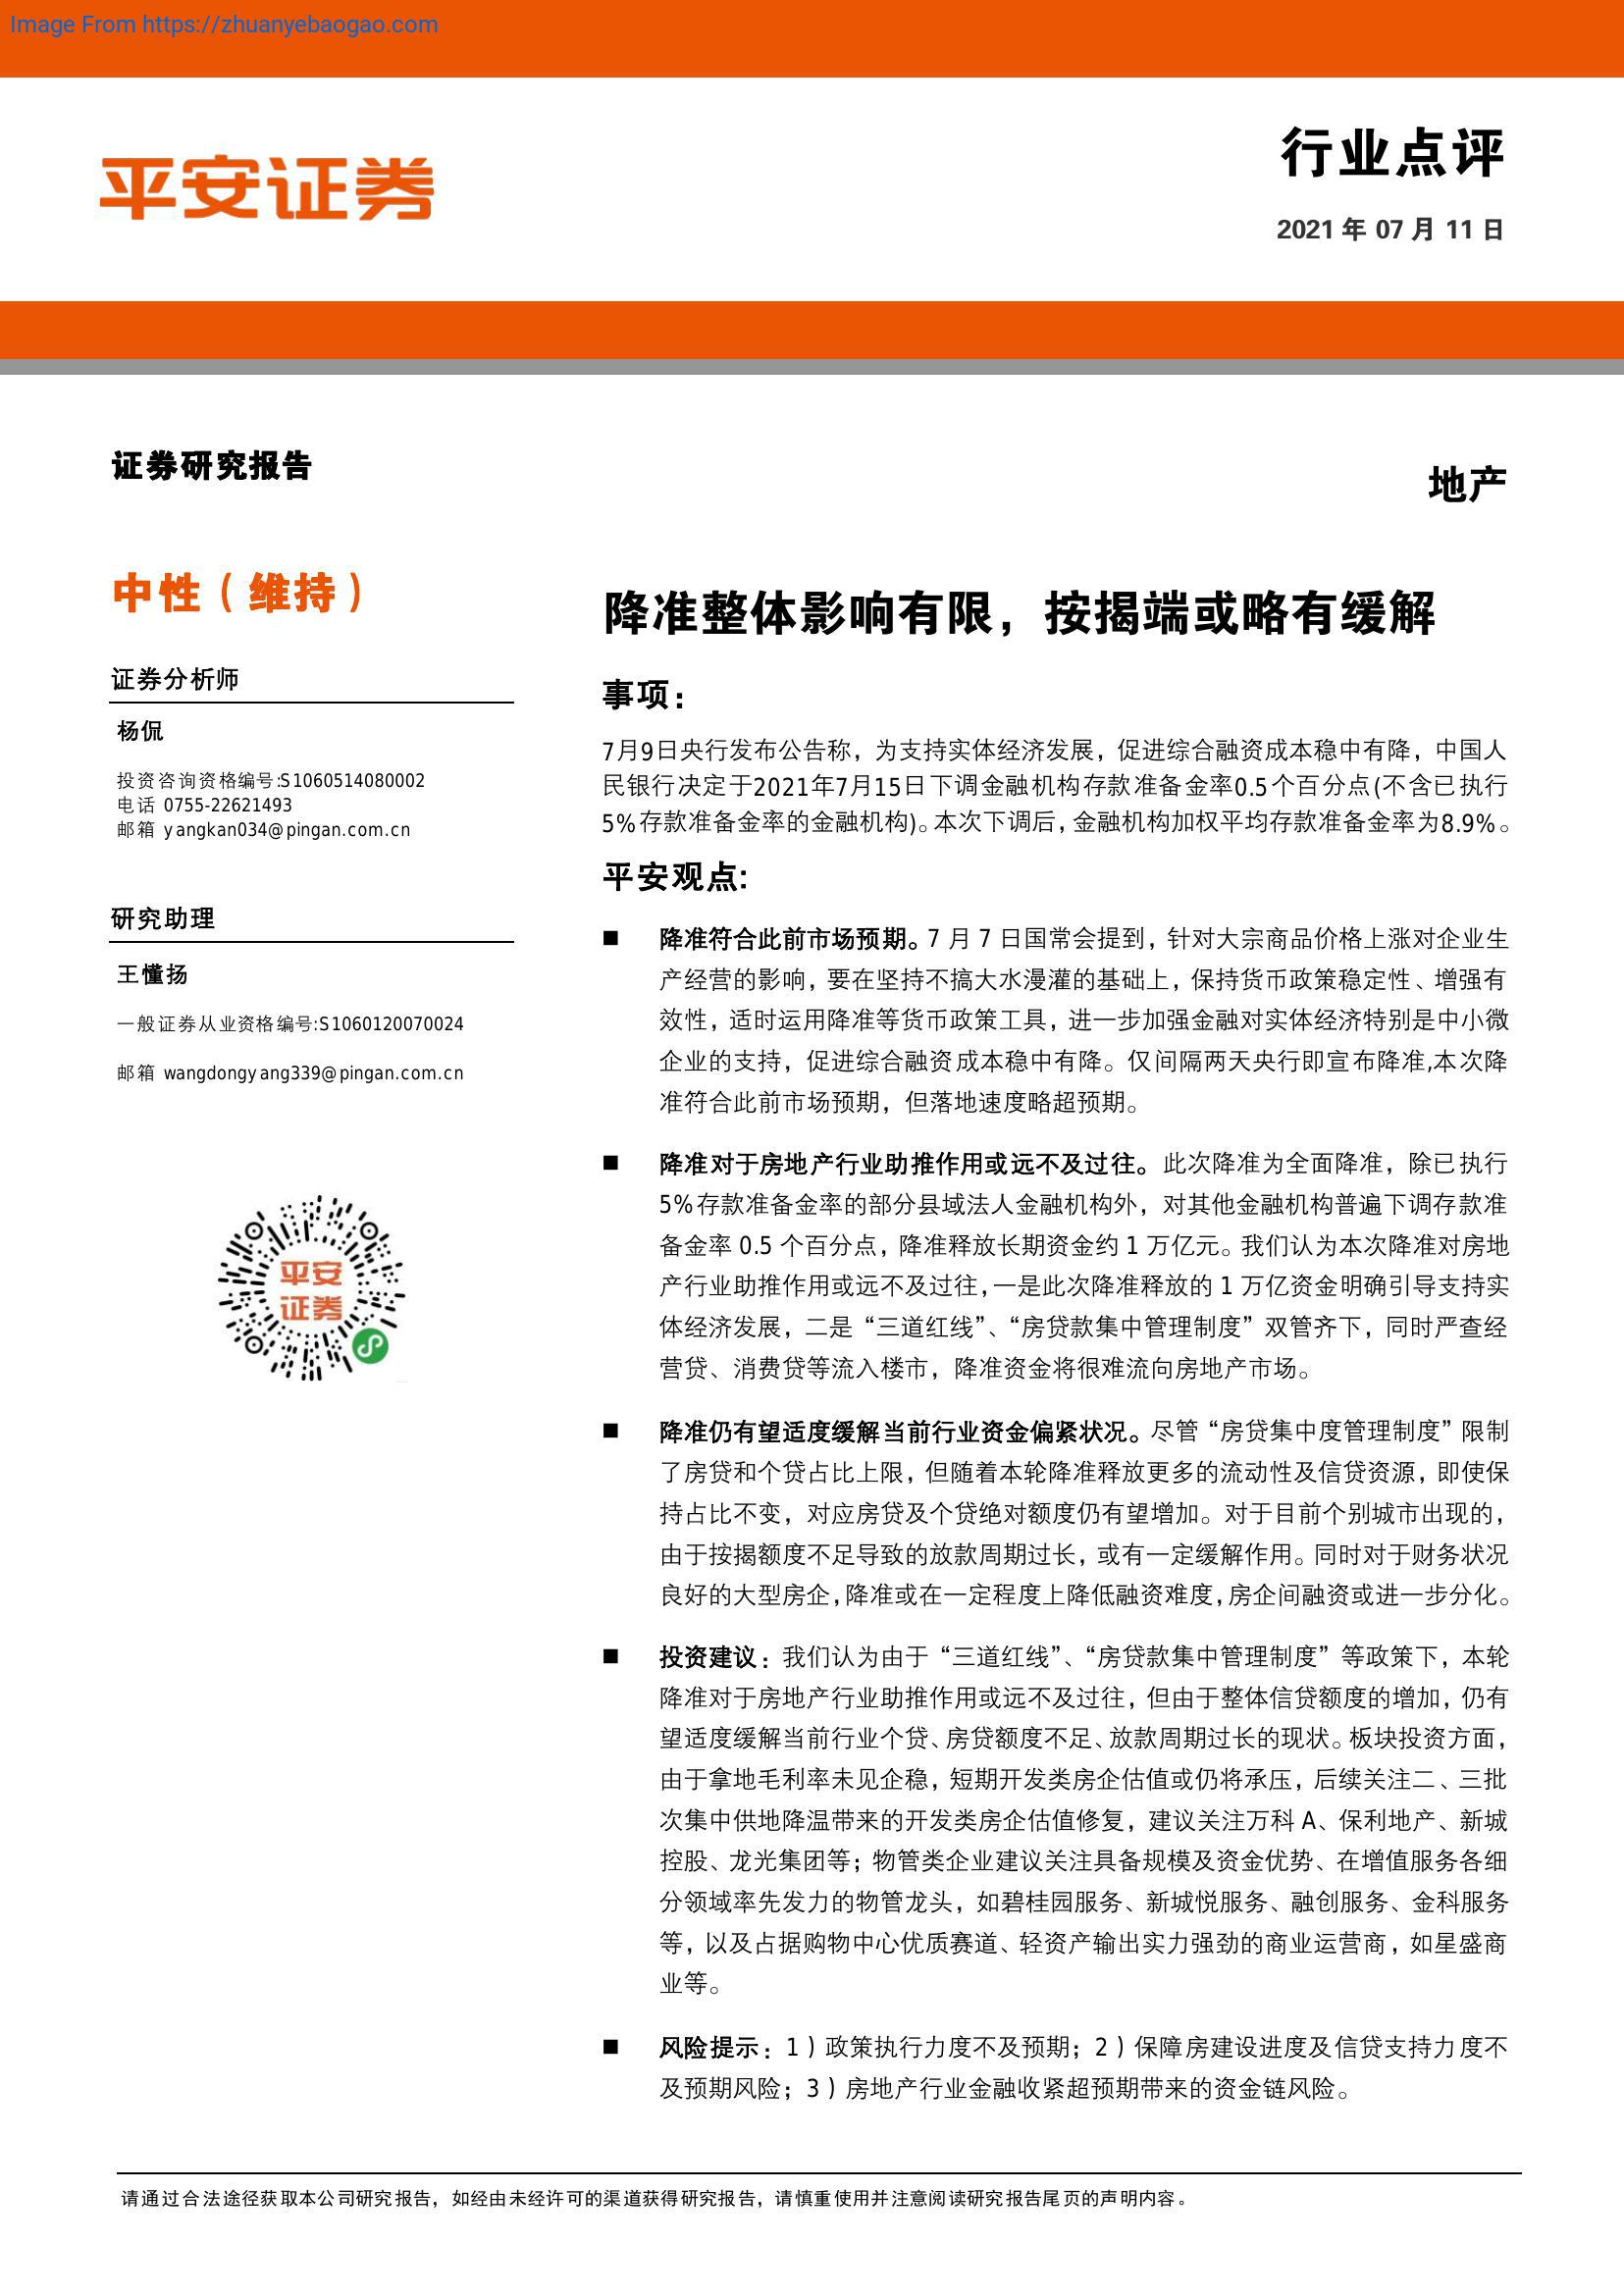 Image From https://zhuanyebaogao.com
平安证券
行业点评
2021 年 07 月 11 日
证券研究报告
地产
中性（维持）
证券分析师
杨侃
投资咨询资格编号:S1060514080002
电话 0755-22621493
邮箱 yangkan034@pingan.com.cn
研究助理
王懂扬
一般证券从业资格编号:S1060120070024
邮箱 wangdongyang339@pingan.com.cn
平安
证券
降准整体影响有限，按揭端或略有缓解
事项：
7月9日央行发布公告称，为支持实体经济发展，促进综合融资成本稳中有降，中国人
民银行决定于2021年7月15日下调金融机构存款准备金率0.5个百分点(不含已执行
5%存款准备金率的金融机构)。本次下调后，金融机构加权平均存款准备金率为8.9%。
平安观点:
■ 降准符合此前市场预期。7 月 7 日国常会提到，针对大宗商品价格上涨对企业生
产经营的影响，要在坚持不搞大水漫灌的基础上，保持货币政策稳定性、增强有
效性，适时运用降准等货币政策工具，进一步加强金融对实体经济特别是中小微
企业的支持，促进综合融资成本稳中有降。仅间隔两天央行即宣布降准,本次降
准符合此前市场预期，但落地速度略超预期。
■ 降准对于房地产行业助推作用或远不及过往。此次降准为全面降准，除已执行
5%存款准备金率的部分县域法人金融机构外，对其他金融机构普遍下调存款准
备金率 0.5 个百分点，降准释放长期资金约 1 万亿元。我们认为本次降准对房地
产行业助推作用或远不及过往，一是此次降准释放的 1 万亿资金明确引导支持实
体经济发展，二是“三道红线”、“房贷款集中管理制度”双管齐下，同时严查经
营贷、消费贷等流入楼市，降准资金将很难流向房地产市场。
■ 降准仍有望适度缓解当前行业资金偏紧状况。尽管“房贷集中度管理制度”限制
了房贷和个贷占比上限，但随着本轮降准释放更多的流动性及信贷资源，即使保
持占比不变，对应房贷及个贷绝对额度仍有望增加。对于目前个别城市出现的，
由于按揭额度不足导致的放款周期过长，或有一定缓解作用。同时对于财务状况
良好的大型房企，降准或在一定程度上降低融资难度，房企间融资或进一步分化。
■ 投资建议：我们认为由于“三道红线”、“房贷款集中管理制度”等政策下，本轮
降准对于房地产行业助推作用或远不及过往，但由于整体信贷额度的增加，仍有
望适度缓解当前行业个贷、房贷额度不足、放款周期过长的现状。板块投资方面，
由于拿地毛利率未见企稳，短期开发类房企估值或仍将承压，后续关注二、三批
次集中供地降温带来的开发类房企估值修复，建议关注万科 A、保利地产、新城
控股、龙光集团等；物管类企业建议关注具备规模及资金优势、在增值服务各细
分领域率先发力的物管龙头，如碧桂园服务、新城悦服务、融创服务、金科服务
等，以及占据购物中心优质赛道、轻资产输出实力强劲的商业运营商，如星盛商
业等。
■ 风险提示：1）政策执行力度不及预期；2）保障房建设进度及信贷支持力度不
及预期风险；3）房地产行业金融收紧超预期带来的资金链风险。
请通过合法途径获取本公司研究报告，如经由未经许可的渠道获得研究报告，请慎重使用并注意阅读研究报告尾页的声明内容。